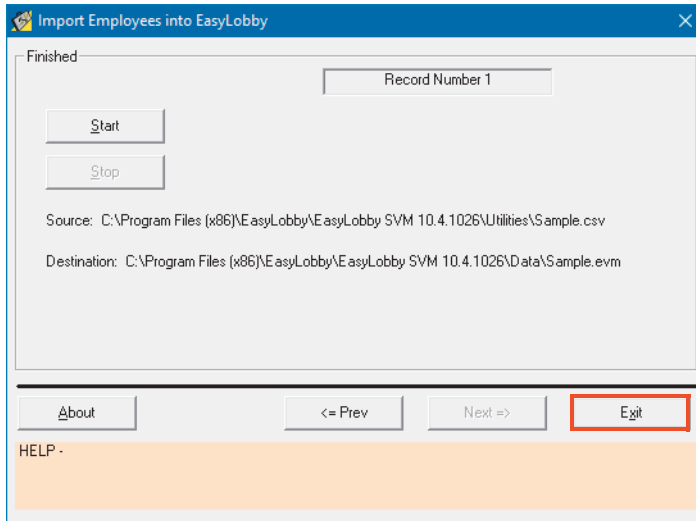 Import Employees into EasyLobby
Finished
Record Number 1
Start
Stop
Source: C:\Program Files (x86)\EasyLobby\EasyLobby SVM 10.4.1026\Utilities\Sample.csv
Destination: C:\Program Files (x86)\EasyLobby\EasyLobby SVM 10.4.1026\Data\Sample.evm
About <= Prev Next => Exit
HELP -